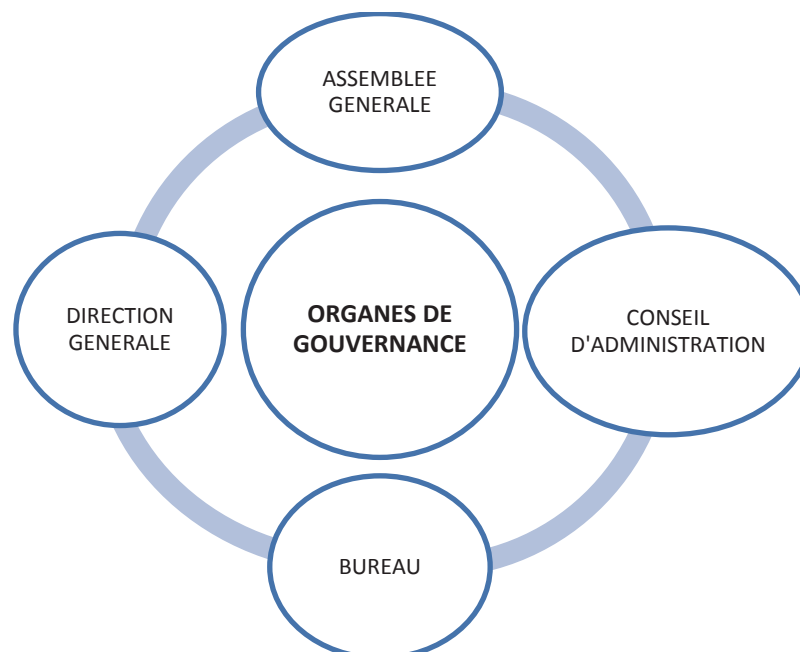 ASSEMBLEE
GENERALE
DIRECTION
GENERALE
ORGANES DE
GOUVERNANCE
CONSEIL
D'ADMINISTRATION
BUREAU